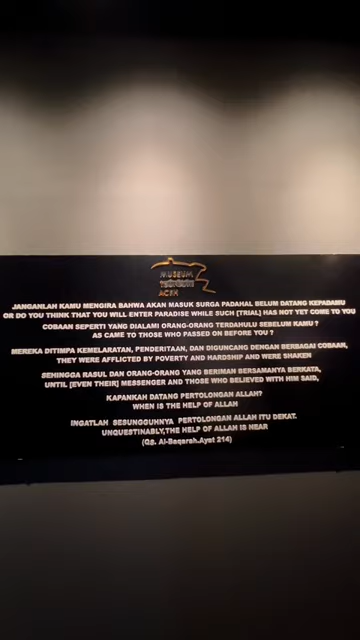 MUSEUM
TSUNAMI
ACEH
JANGANLAH KAMU MENGIRA BAHWA AKAN MASUK SURGA PADAHAL BELUM DATANG KEPADAMU
OR DO YOU THINK THAT YOU WILL ENTER PARADISE WHILE SUCH [TRIAL] HAS NOT YET COME TO YOU
COBAAN SEPERTI YANG DIALAMI ORANG-ORANG TERDAHULU SEBELUM KAMU ?
AS CAME TO THOSE WHO PASSED ON BEFORE YOU ?
MEREKA DITIMPA KEMELARATAN, PENDERITAAN, DAN DIGUNCANG DENGAN BERBAGAI COBAAN,
THEY WERE AFFLICTED BY POVERTY AND HARDSHIP AND WERE SHAKEN
SEHINGGA RASUL DAN ORANG-ORANG YANG BERIMAN BERSAMANYA BERKATA,
UNTIL [EVEN THEIR] MESSENGER AND THOSE WHO BELIEVED WITH HIM SAID,
KAPANKAH DATANG PERTOLONGAN ALLAH?
WHEN IS THE HELP OF ALLAH
INGATLAH SESUNGGUHNYA PERTOLONGAN ALLAH ITU DEKAT.
UNQUESTINABLY,THE HELP OF ALLAH IS NEAR
(Qs. Al-Baqarah.Ayat 214)